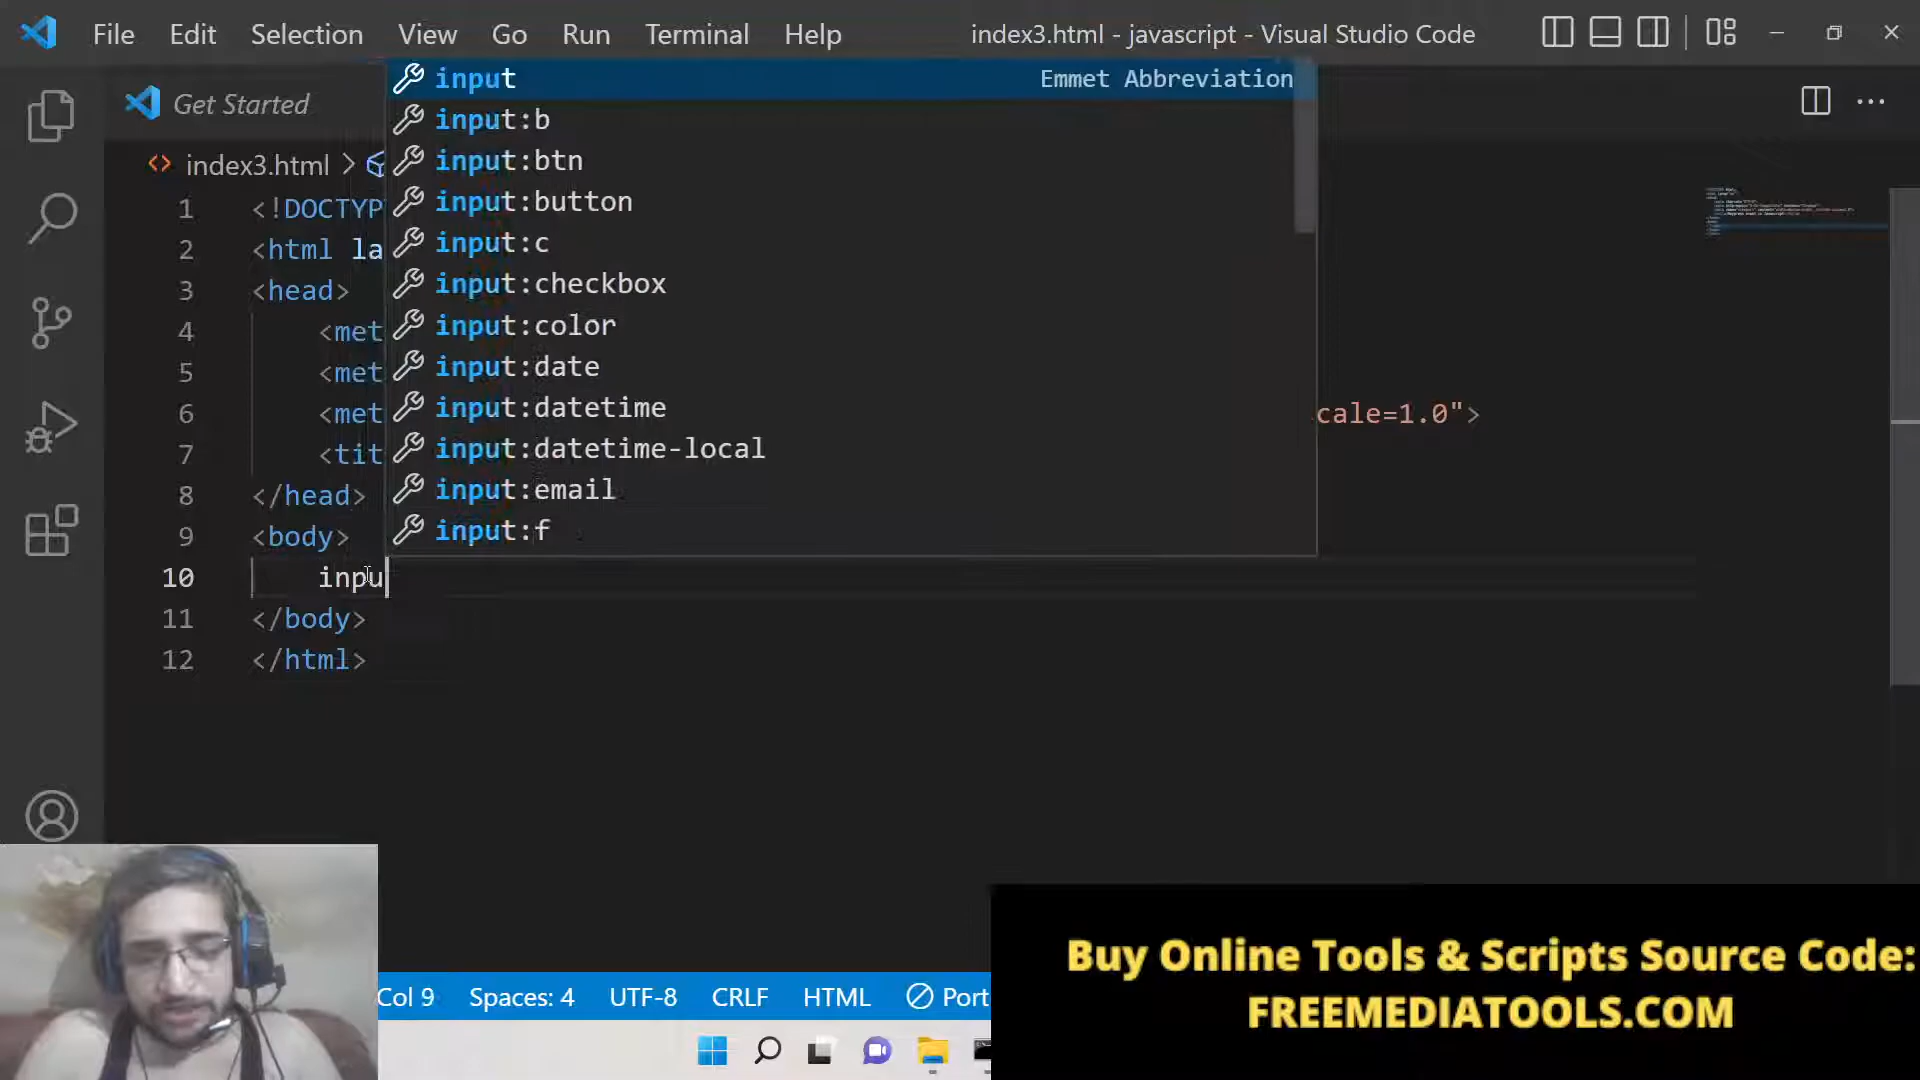 File Edit Selection View Go Run Terminal Help index3.html - javascript - Visual Studio Code
input Emmet Abbreviation
Get Started
input:b
input:btn
index3.html >
1 <!DOCTYP input:button
2 <html la input:c
3 <head> input:checkbox
4 <met input:color
5 <met input:date
6 <met input:datetime cale=1.0">
7 <tit input:datetime-local
8 </head> input:email
9 <body> input:f
10 inpu
11 </body>
12 </html>
Buy Online Tools & Scripts Source Code:
FREEMEDIATOOLS.COM
Col 9 Spaces: 4 UTF-8 CRLF HTML Port